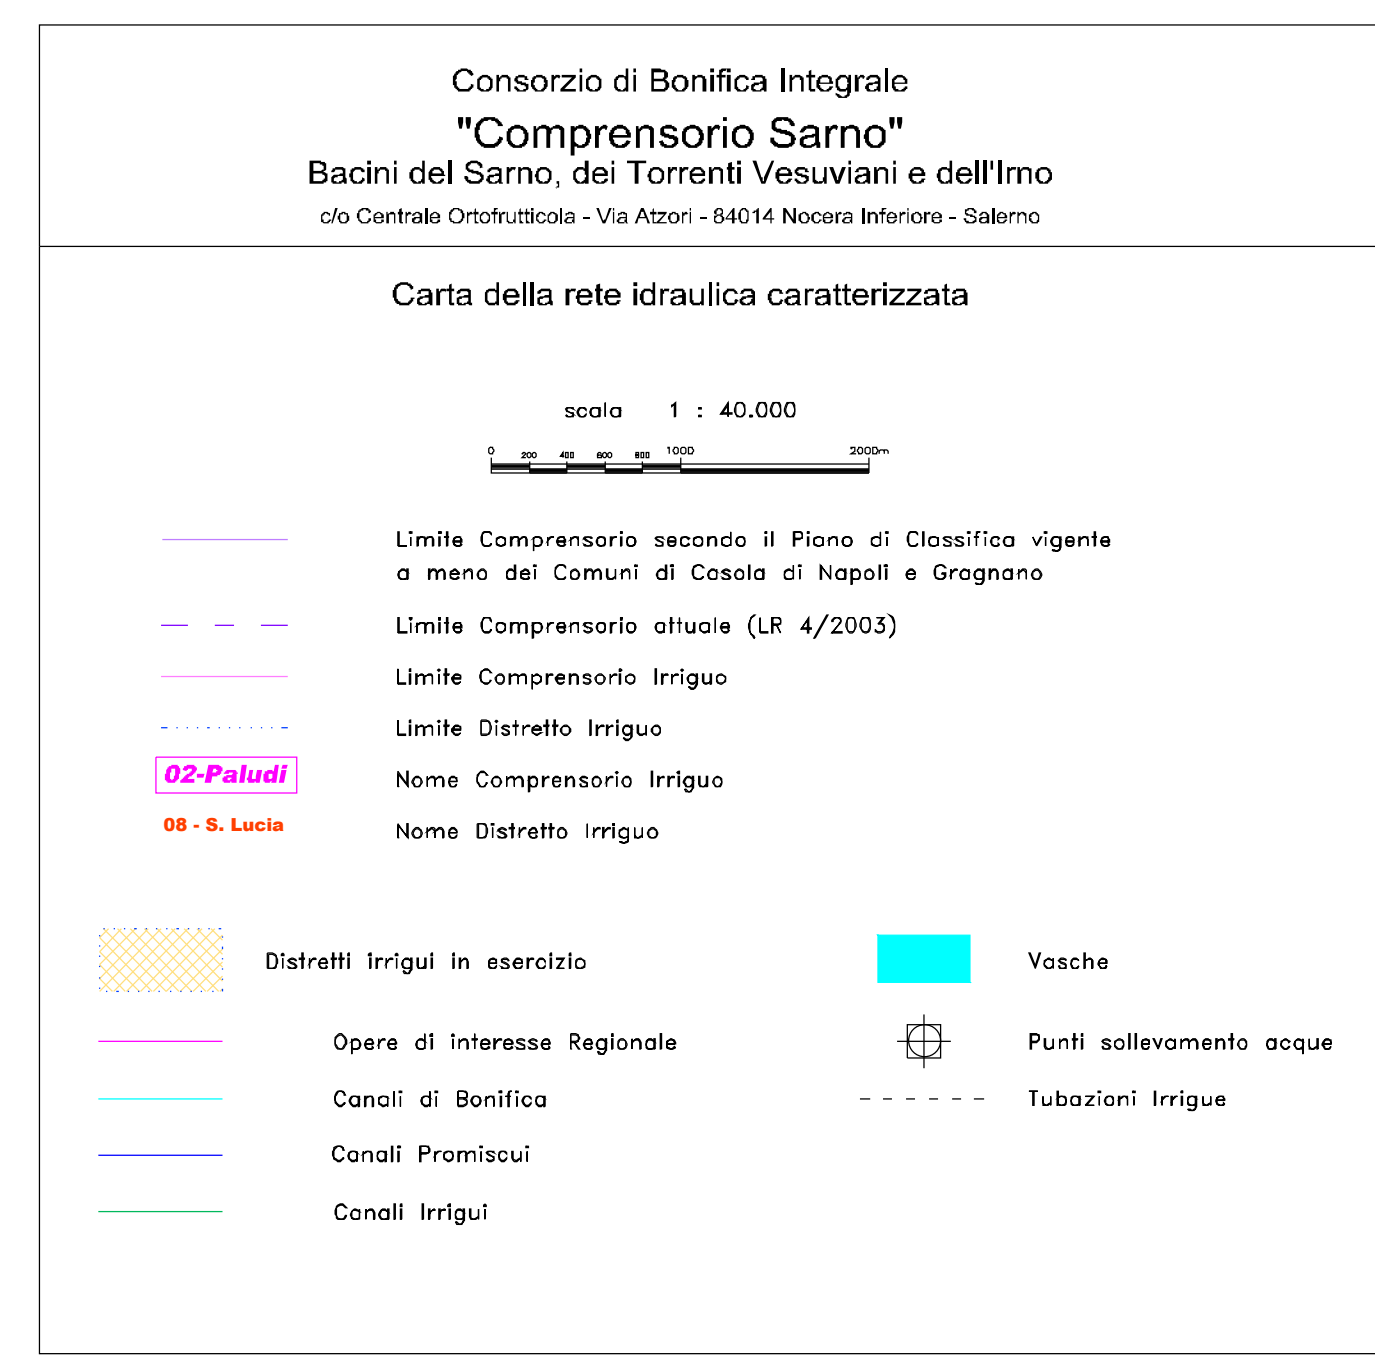 Consorzio di Bonifica Integrale
"Comprensorio Sarno"
Bacini del Sarno, dei Torrenti Vesuviani e dell'Irno
c/o Centrale Ortofrutticola - Via Atzori - 84014 Nocera Inferiore - Salerno
Carta della rete idraulica caratterizzata
scala 1 : 40.000
0 200 400 600 800 1000 2000m
Limite Comprensorio secondo il Piano di Classifica vigente
a meno dei Comuni di Casola di Napoli e Gragnano
Limite Comprensorio attuale (LR 4/2003)
Limite Comprensorio Irriguo
Limite Distretto Irriguo
02-Paludi Nome Comprensorio Irriguo
08 - S. Lucia Nome Distretto Irriguo
Distretti irrigui in esercizio
Vasche
Opere di interesse Regionale
Punti sollevamento acque
Canali di Bonifica
Tubazioni Irrigue
Canali Promiscui
Canali Irrigui